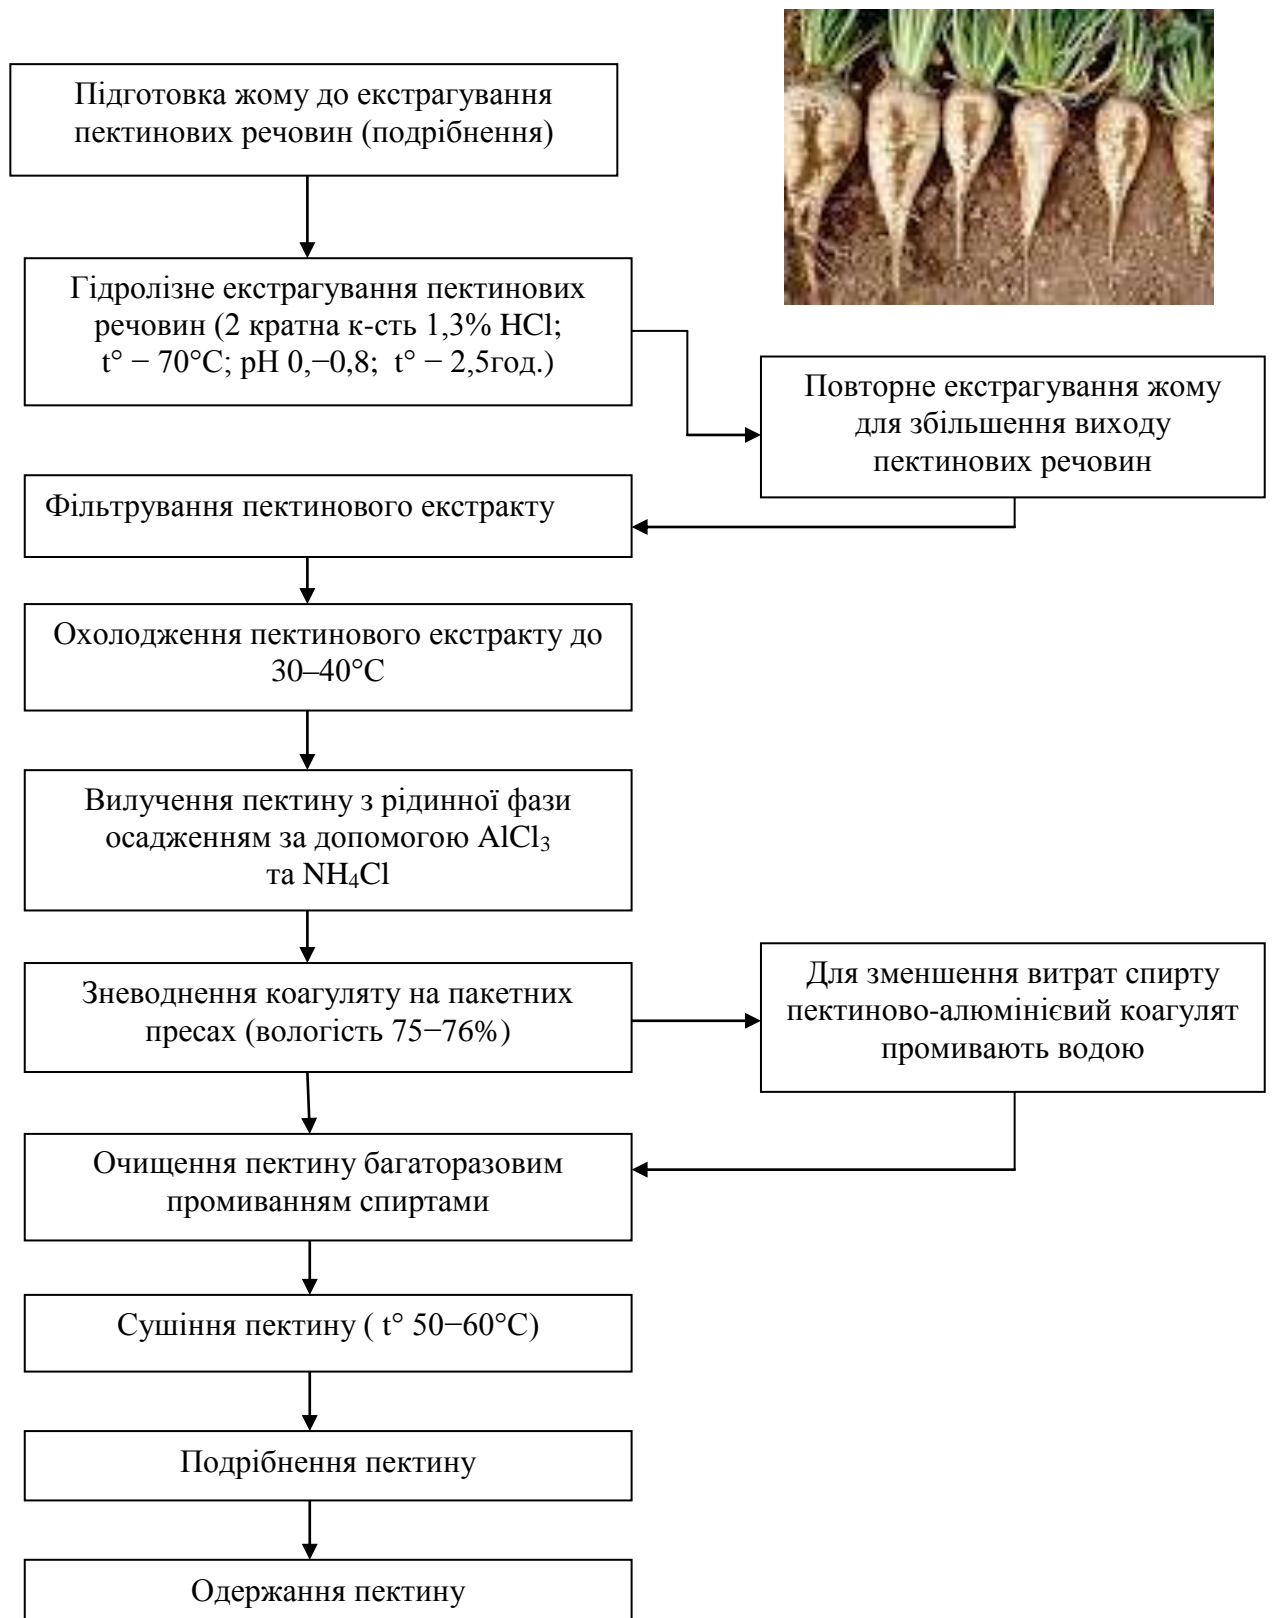 Підготовка жому до екстрагування
пектинових речовин (подрібнення)
Гідролізне екстрагування пектинових
речовин (2 кратна к-сть 1,3% HCl;
t° − 70°C; pH 0,−0,8; t° − 2,5год.)
Повторне екстрагування жому
для збільшення виходу
пектинових речовин
Фільтрування пектинового екстракту
Охолодження пектинового екстракту до
30–40°C
Вилучення пектину з рідинної фази
осадженням за допомогою AlCl₃
та NH₄Cl
Зневоднення коагуляту на пакетних
пресах (вологість 75−76%)
Для зменшення витрат спирту
пектиново-алюмінієвий коагулят
промивають водою
Очищення пектину багаторазовим
промиванням спиртами
Сушіння пектину ( t° 50−60°C)
Подрібнення пектину
Одержання пектину